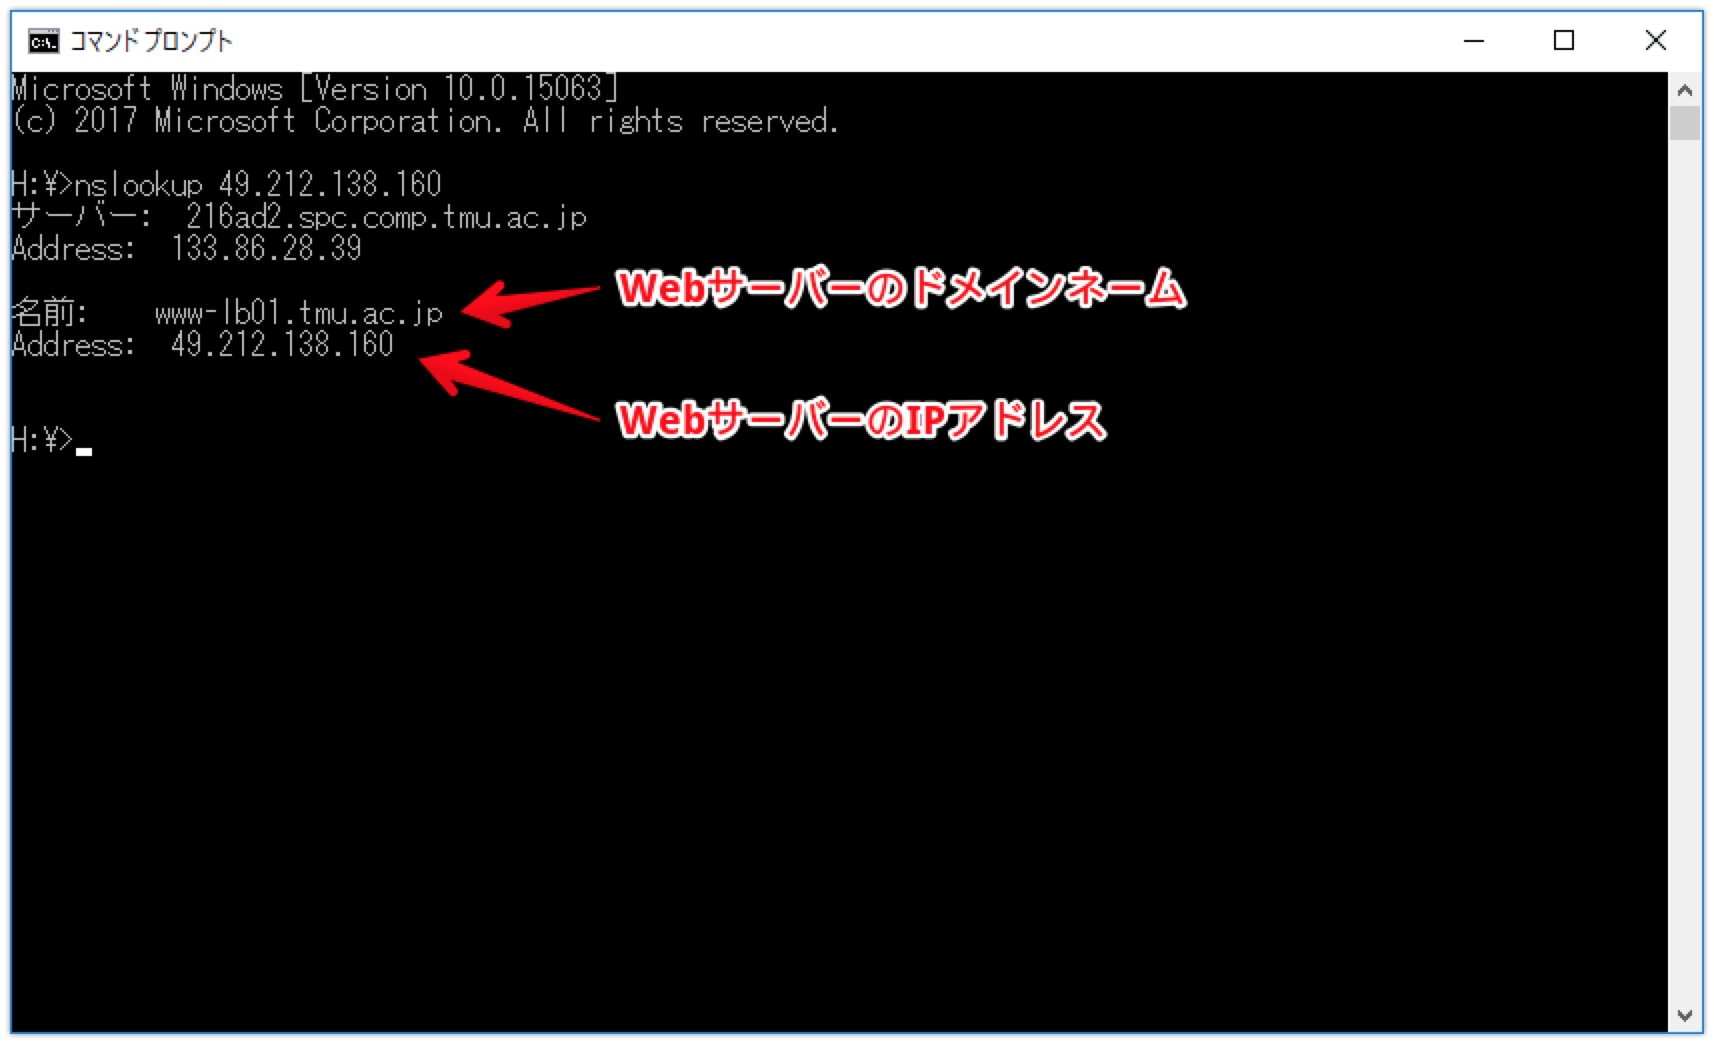 コマンド プロンプト
Microsoft Windows [Version 10.0.15063]
(c) 2017 Microsoft Corporation. All rights reserved.
H:¥>nslookup 49.212.138.160
サーバー:  216ad2.spc.comp.tmu.ac.jp
Address:  133.86.28.39
Webサーバーのドメインネーム
名前:    www-lb01.tmu.ac.jp
Address:  49.212.138.160
WebサーバーのIPアドレス
H:¥>